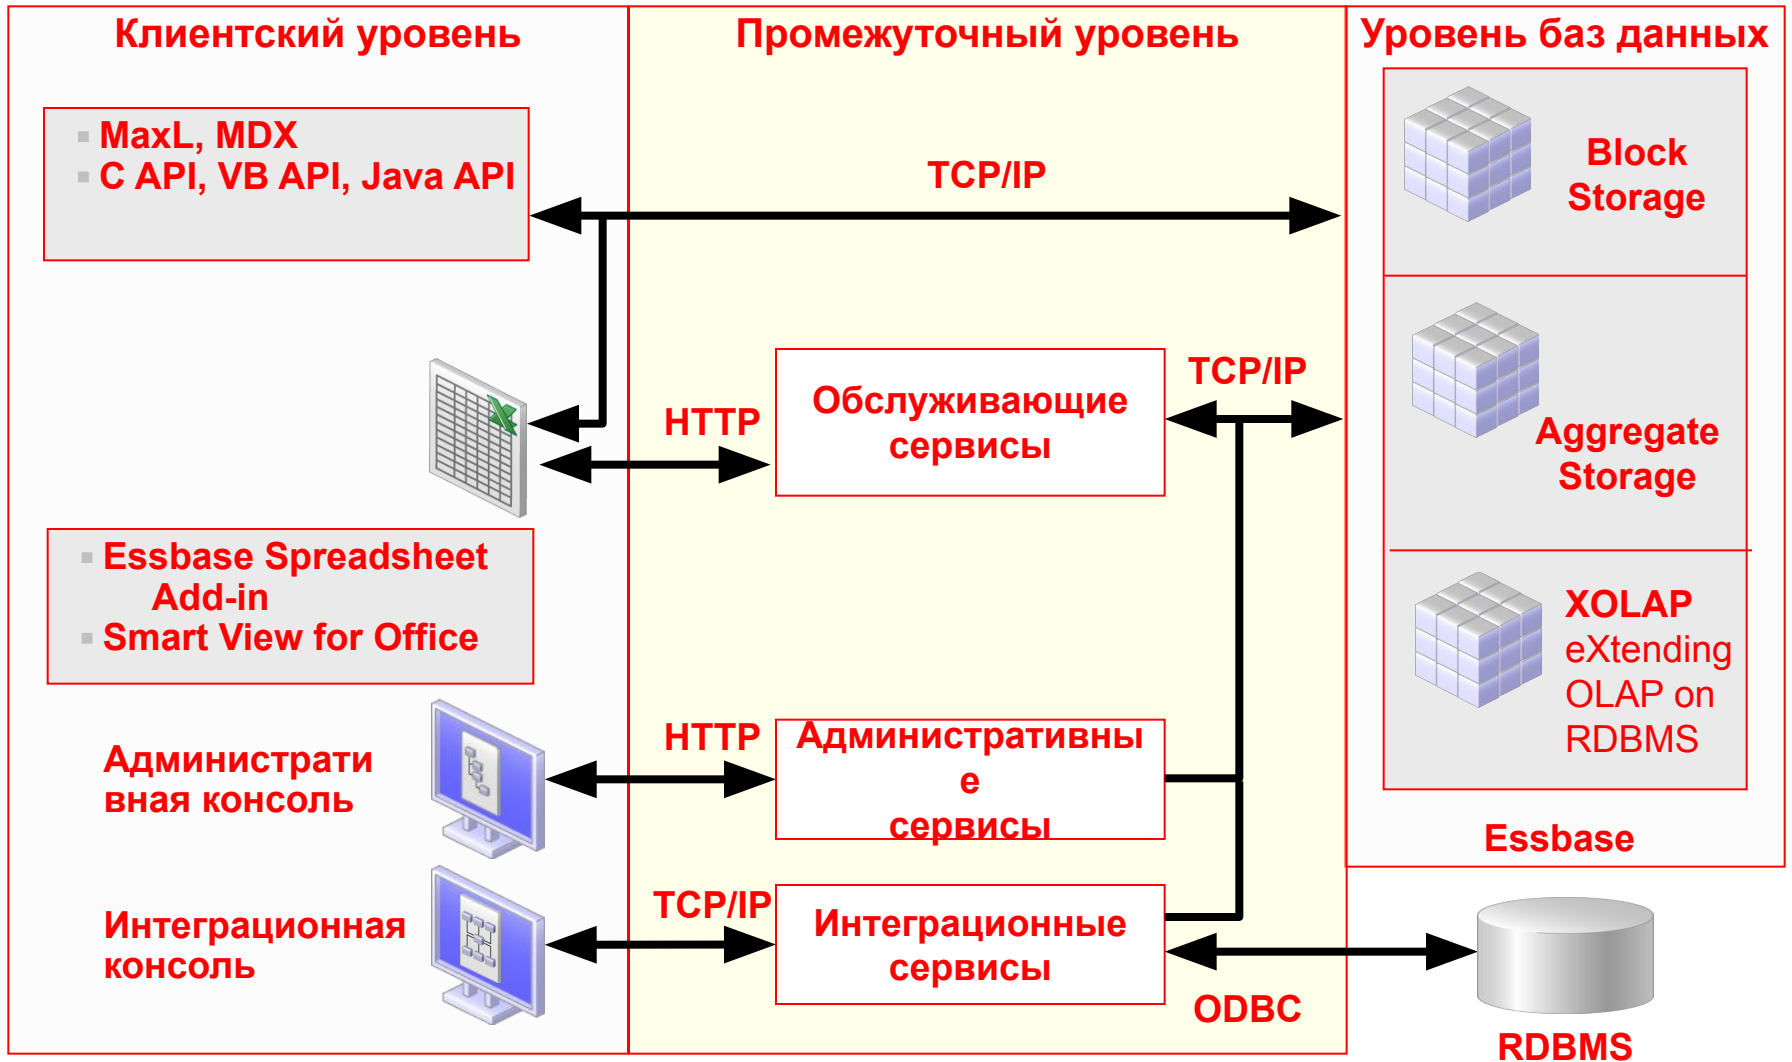 Клиентский уровень
Промежуточный уровень
Уровень баз данных
MaxL, MDX
C API, VB API, Java API
TCP/IP
Block
Storage
Обслуживающие
сервисы
HTTP
TCP/IP
Aggregate
Storage
Essbase Spreadsheet
Add-in
Smart View for Office
XOLAP
eXtending
OLAP on
RDBMS
Администрати
вная консоль
HTTP
Административны
е
сервисы
Essbase
Интеграционная
консоль
TCP/IP
Интеграционные
сервисы
ODBC
RDBMS